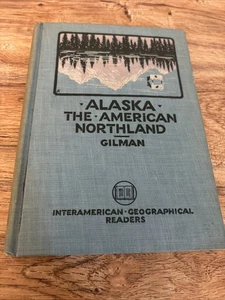 · ALASKA ·
THE · AMERICAN
NORTHLAND
GILMAN
INTERAMERICAN · GEOGRAPHICAL
READERS